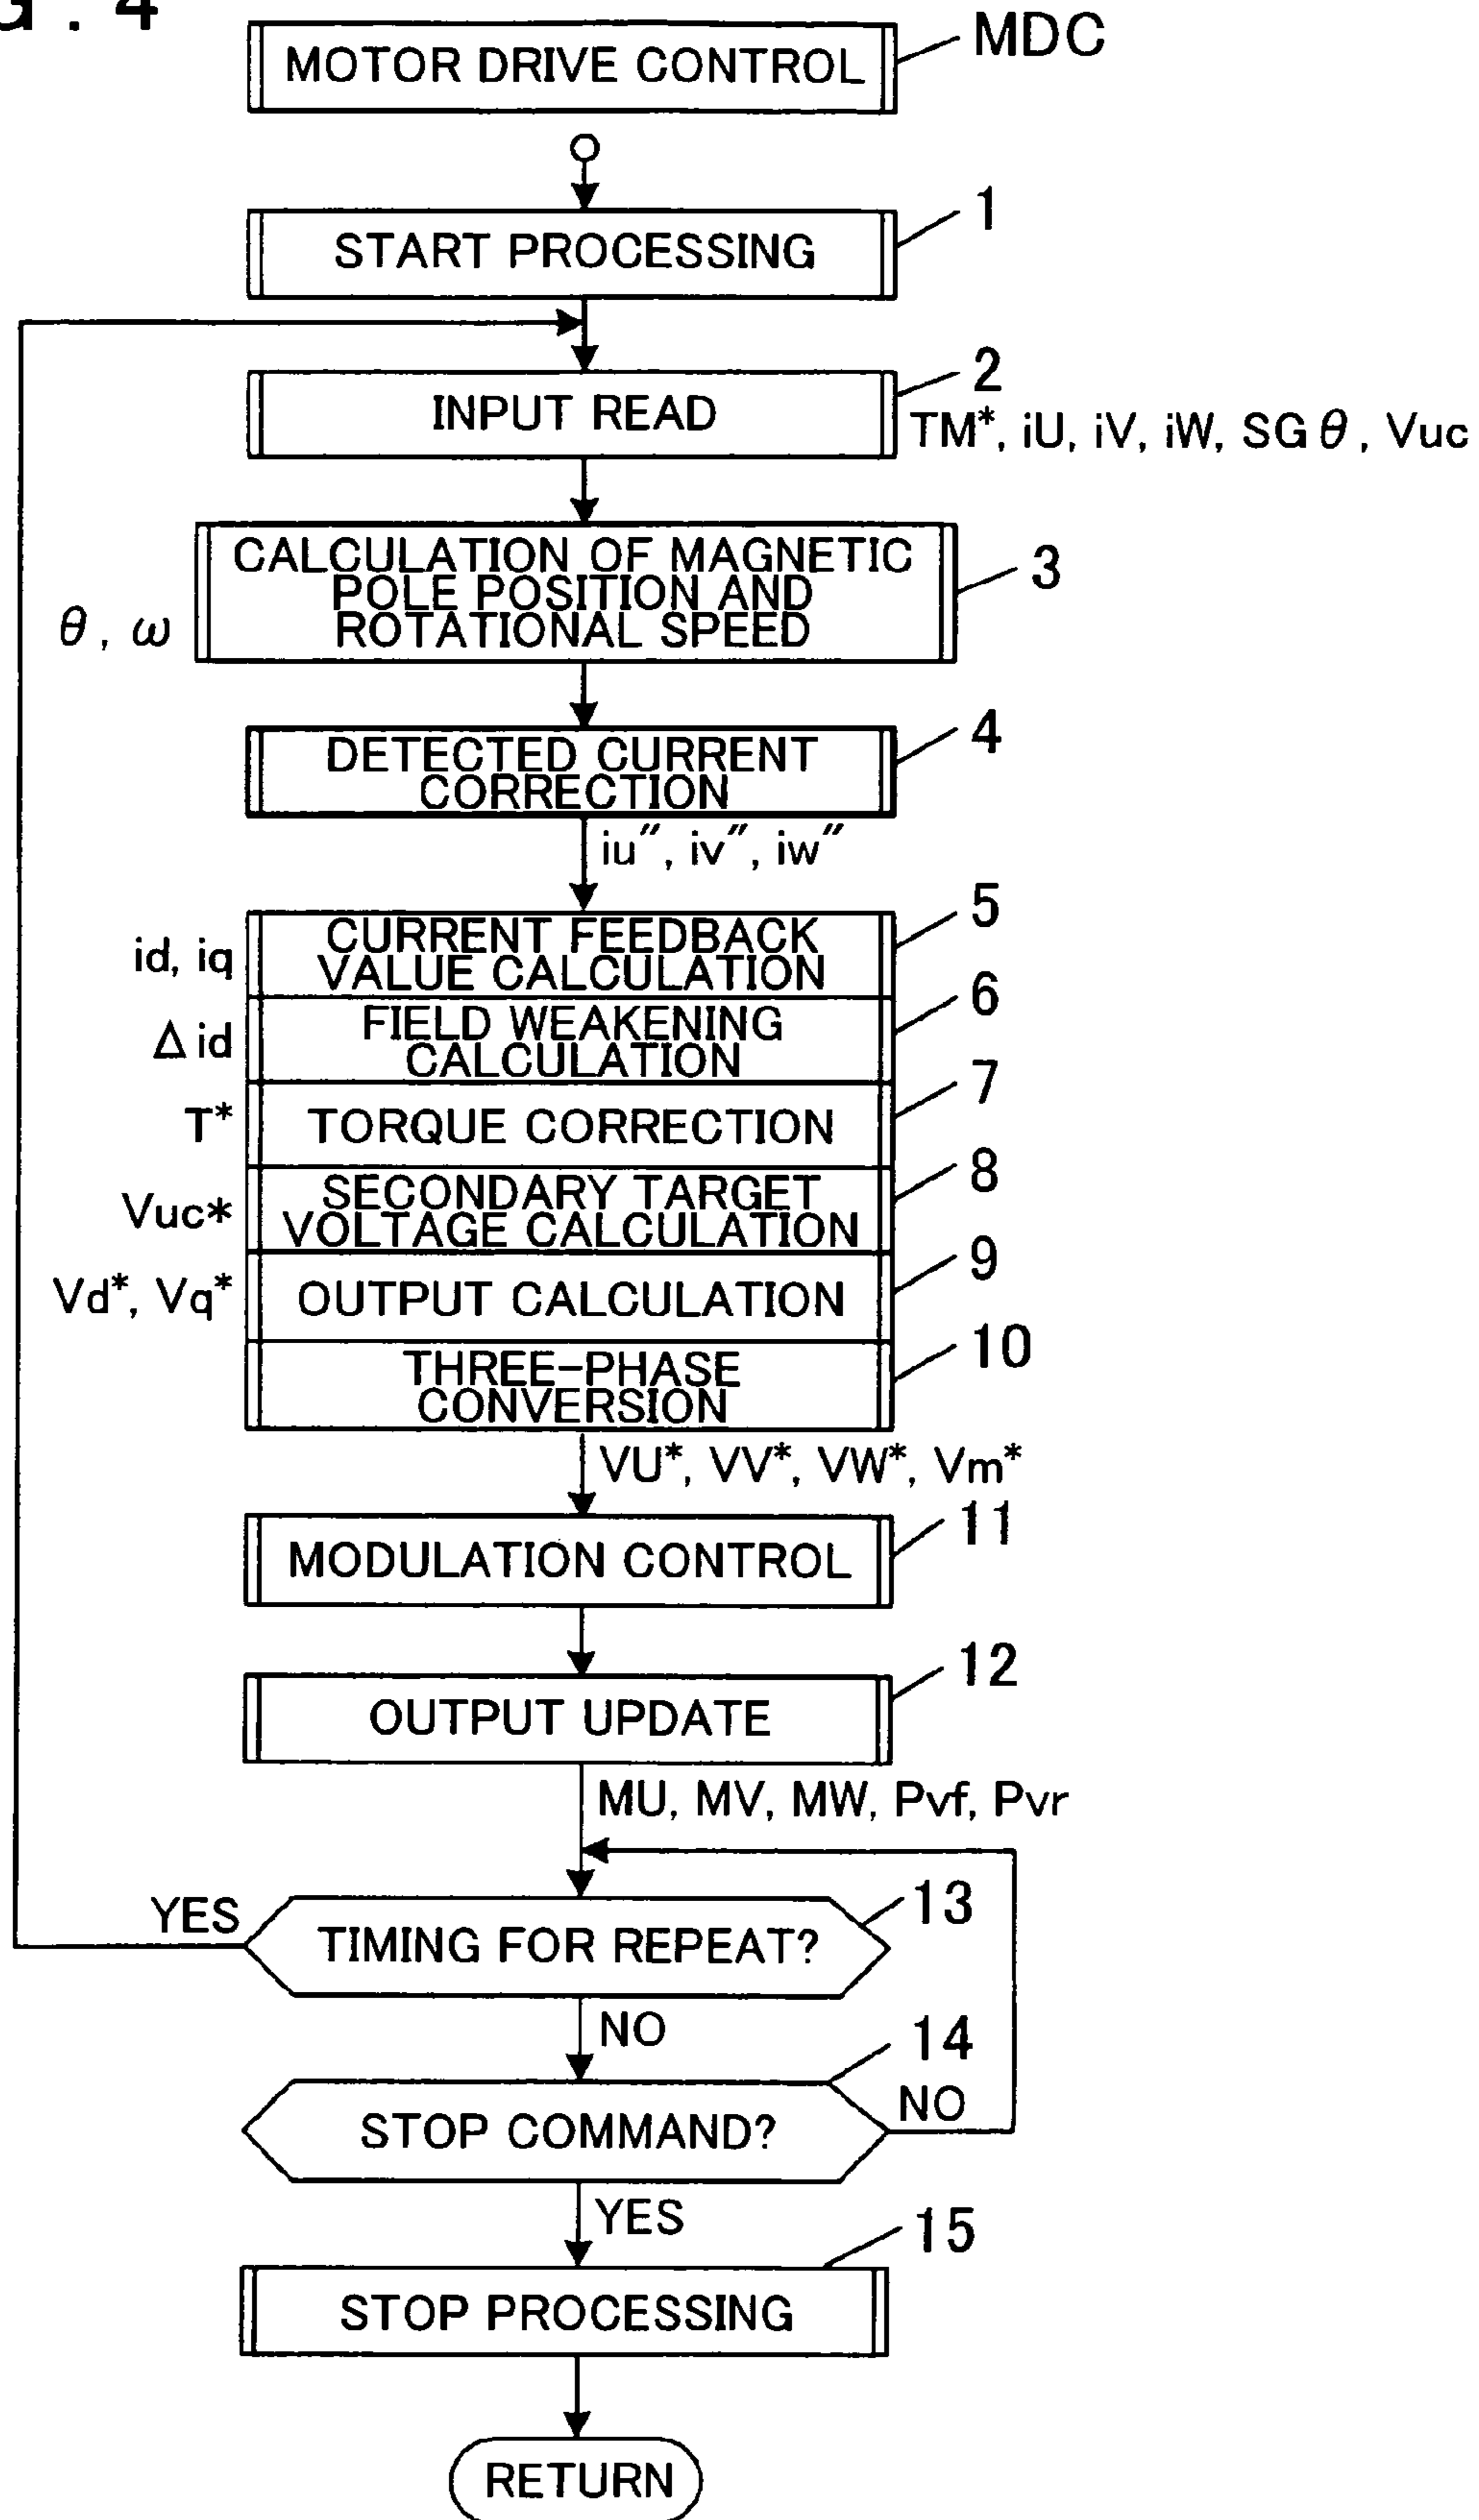 G. 4
MOTOR DRIVE CONTROL
MDC
START PROCESSING
1
INPUT READ
2
TM*, iU, iV, iW, SG θ, Vuc
CALCULATION OF MAGNETIC
POLE POSITION AND
ROTATIONAL SPEED
3
θ, ω
DETECTED CURRENT
CORRECTION
4
iu″, iv″, iw″
id, iq
CURRENT FEEDBACK
VALUE CALCULATION
5
Δ id
FIELD WEAKENING
CALCULATION
6
T*
TORQUE CORRECTION
7
Vuc*
SECONDARY TARGET
VOLTAGE CALCULATION
8
Vd*, Vq*
OUTPUT CALCULATION
9
THREE-PHASE
CONVERSION
10
VU*, VV*, VW*, Vm*
MODULATION CONTROL
11
OUTPUT UPDATE
12
MU, MV, MW, Pvf, Pvr
YES
TIMING FOR REPEAT?
13
NO
STOP COMMAND?
14
NO
YES
STOP PROCESSING
15
RETURN